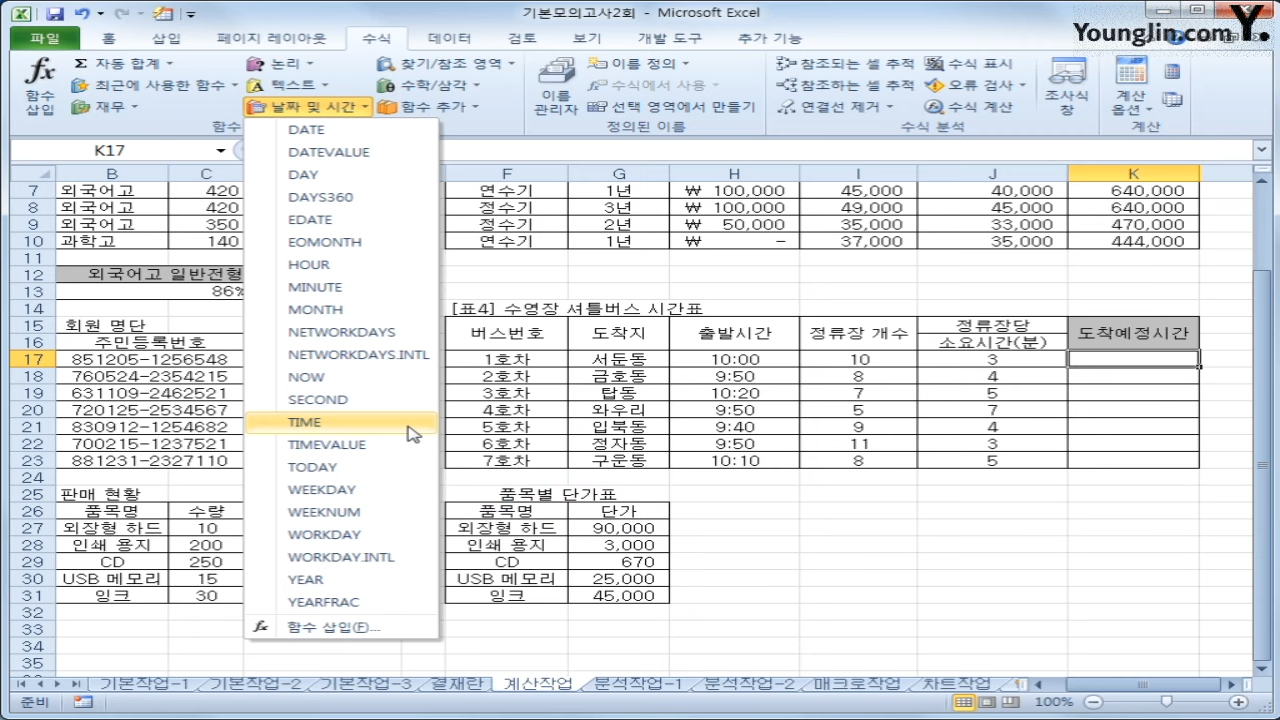 기본모의고사2회 - Microsoft Excel
YoungJin.com Y.
파일 홈 삽입 페이지 레이아웃 수식 데이터 검토 보기 개발 도구 추가 기능
fx 함수 삽입
Σ 자동 합계
최근에 사용한 함수
재무
논리
텍스트
날짜 및 시간
찾기/참조 영역
수학/삼각
함수 추가
이름 관리자
이름 정의
수식에서 사용
선택 영역에서 만들기
정의된 이름
참조되는 셀 추적
참조하는 셀 추적
연결선 제거
수식 표시
오류 검사
수식 계산
수식 분석
조사식 창
계산 옵션
계산
K17
DATE
DATEVALUE
DAY
DAYS360
EDATE
EOMONTH
HOUR
MINUTE
MONTH
NETWORKDAYS
NETWORKDAYS.INTL
NOW
SECOND
TIME
TIMEVALUE
TODAY
WEEKDAY
WEEKNUM
WORKDAY
WORKDAY.INTL
YEAR
YEARFRAC
fx 함수 삽입(F)...
B C F G H I J K
7 외국어고 420 연수기 1년 ₩ 100,000 45,000 40,000 640,000
8 외국어고 420 정수기 3년 ₩ 100,000 49,000 45,000 640,000
9 외국어고 350 정수기 2년 ₩ 50,000 35,000 33,000 470,000
10 과학고 140 연수기 1년 ₩ - 37,000 35,000 444,000
11
12 외국어고 일반전형
13 86%
14 [표4] 수영장 셔틀버스 시간표
15 회원 명단 버스번호 도착지 출발시간 정류장 개수 정류장당 도착예정시간
16 주민등록번호 소요시간(분)
17 851205-1256548 1호차 서둔동 10:00 10 3
18 760524-2354215 2호차 금호동 9:50 8 4
19 631109-2462521 3호차 탑동 10:20 7 5
20 720125-2534567 4호차 와우리 9:50 5 7
21 830912-1254682 5호차 입북동 9:40 9 4
22 700215-1237521 6호차 정자동 9:50 11 3
23 881231-2327110 7호차 구운동 10:10 8 5
24
25 판매 현황 품목별 단가표
26 품목명 수량 품목명 단가
27 외장형 하드 10 외장형 하드 90,000
28 인쇄 용지 200 인쇄 용지 3,000
29 CD 250 CD 670
30 USB 메모리 15 USB 메모리 25,000
31 잉크 30 잉크 45,000
32
33
34
35
기본작업-1 기본작업-2 기본작업-3 결재란 계산작업 분석작업-1 분석작업-2 매크로작업 차트작업
준비 100%